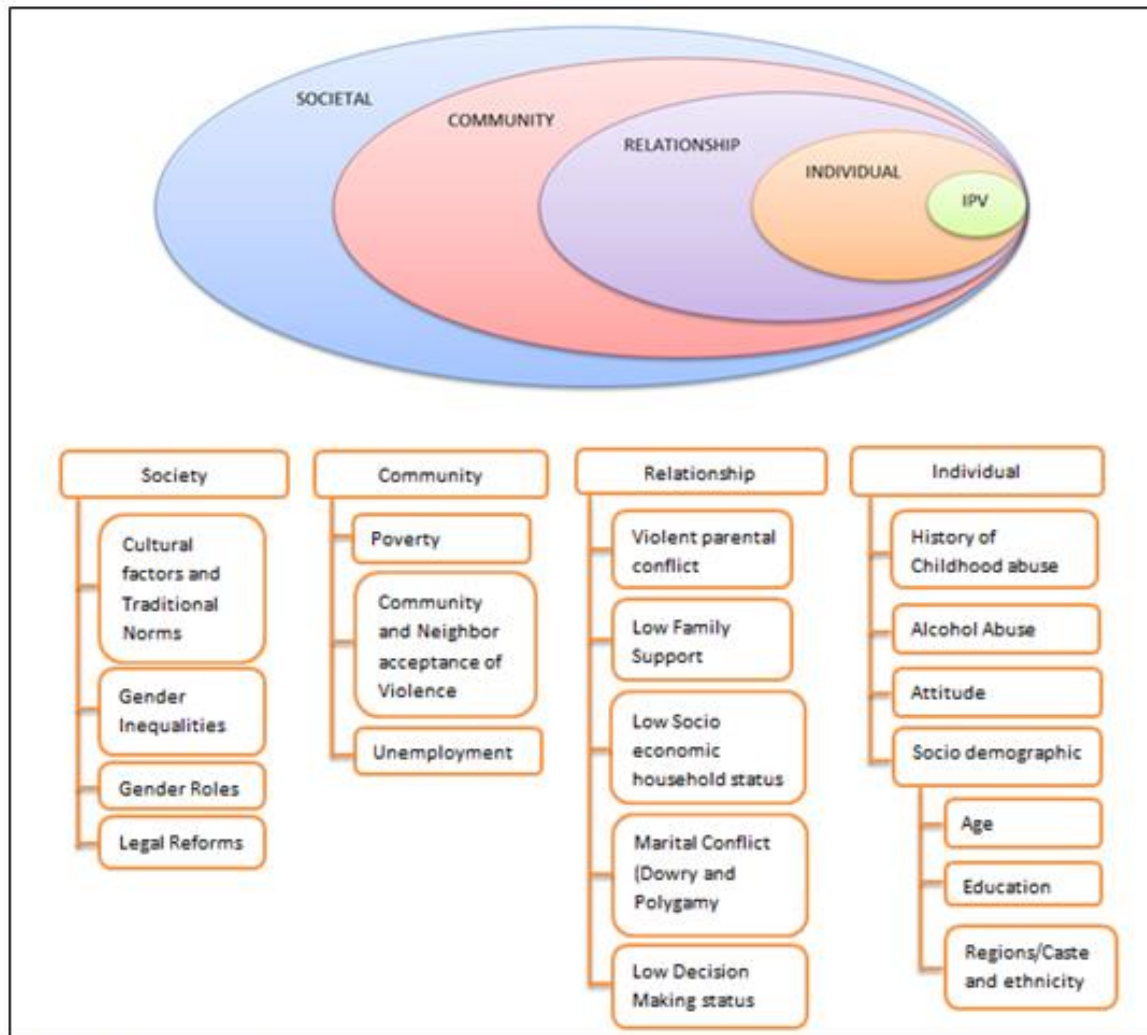 SOCIETAL
COMMUNITY
RELATIONSHIP
INDIVIDUAL
IPV
Society
Cultural
factors and
Traditional
Norms
Gender
Inequalities
Gender Roles
Legal Reforms
Community
Poverty
Community
and Neighbor
acceptance of
Violence
Unemployment
Relationship
Violent parental
conflict
Low Family
Support
Low Socio
economic
household status
Marital Conflict
(Dowry and
Polygamy
Low Decision
Making status
Individual
History of
Childhood abuse
Alcohol Abuse
Attitude
Socio demographic
Age
Education
Regions/Caste
and ethnicity